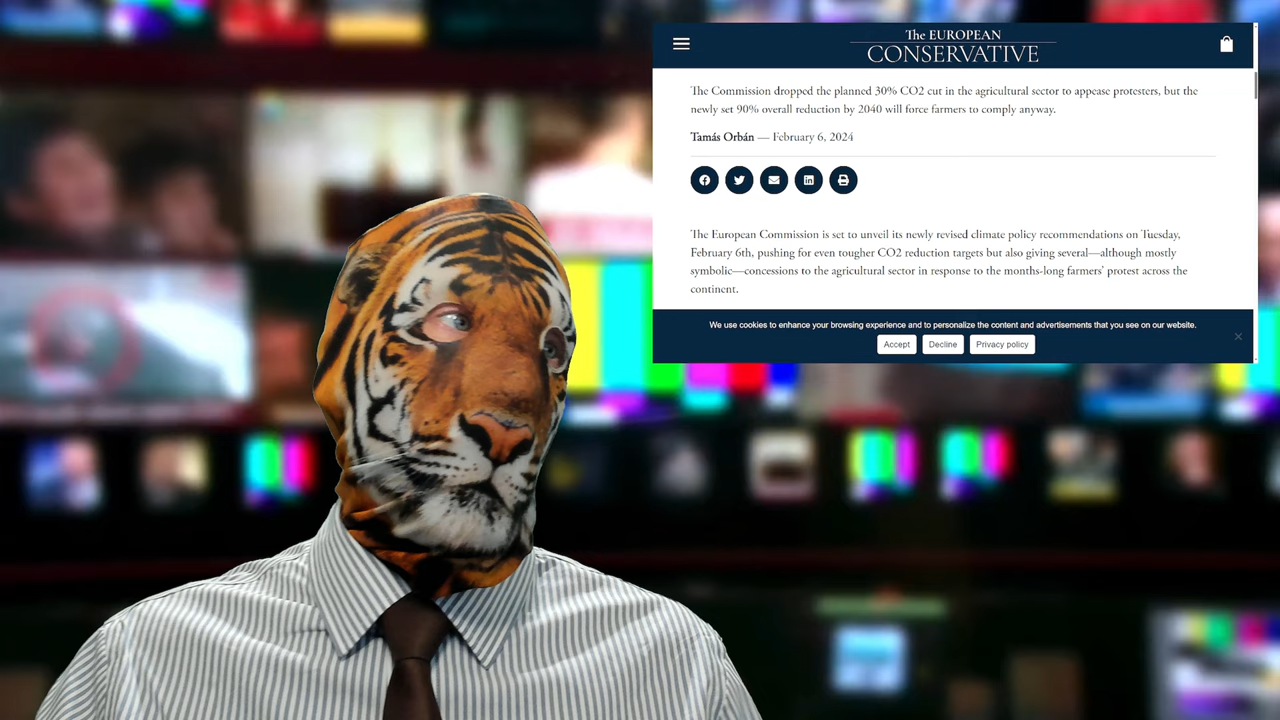 The EUROPEAN
CONSERVATIVE
The Commission dropped the planned 30% CO2 cut in the agricultural sector to appease protesters, but the
newly set 90% overall reduction by 2040 will force farmers to comply anyway.
Tamás Orbán — February 6, 2024
The European Commission is set to unveil its newly revised climate policy recommendations on Tuesday,
February 6th, pushing for even tougher CO2 reduction targets but also giving several—although mostly
symbolic—concessions to the agricultural sector in response to the months-long farmers' protest across the
continent.
We use cookies to enhance your browsing experience and to personalize the content and advertisements that you see on our website.
Accept Decline Privacy policy